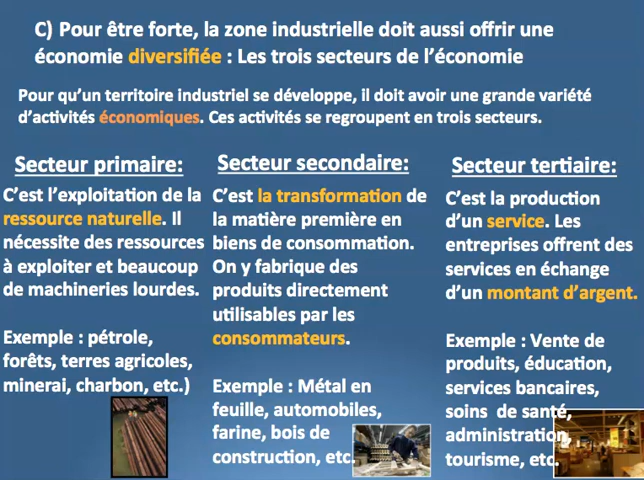 C) Pour être forte, la zone industrielle doit aussi offrir une
économie diversifiée : Les trois secteurs de l'économie
Pour qu'un territoire industriel se développe, il doit avoir une grande variété
d'activités économiques. Ces activités se regroupent en trois secteurs.
Secteur primaire:
C'est l'exploitation de la
ressource naturelle. Il
nécessite des ressources
à exploiter et beaucoup
de machineries lourdes.
Exemple : pétrole,
forêts, terres agricoles,
minerai, charbon, etc.)
Secteur secondaire:
C'est la transformation de
la matière première en
biens de consommation.
On y fabrique des
produits directement
utilisables par les
consommateurs.
Exemple : Métal en
feuille, automobiles,
farine, bois de
construction, etc.
Secteur tertiaire:
C'est la production
d'un service. Les
entreprises offrent des
services en échange
d'un montant d'argent.
Exemple : Vente de
produits, éducation,
services bancaires,
soins de santé,
administration,
tourisme, etc.